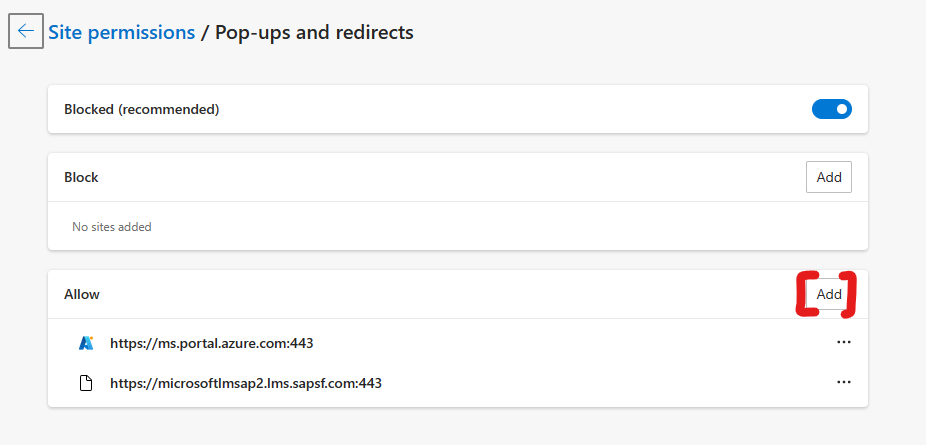 Site permissions / Pop-ups and redirects
Blocked (recommended)
Block
Add
No sites added
Allow
Add
https://ms.portal.azure.com:443
https://microsoftlmsap2.lms.sapsf.com:443